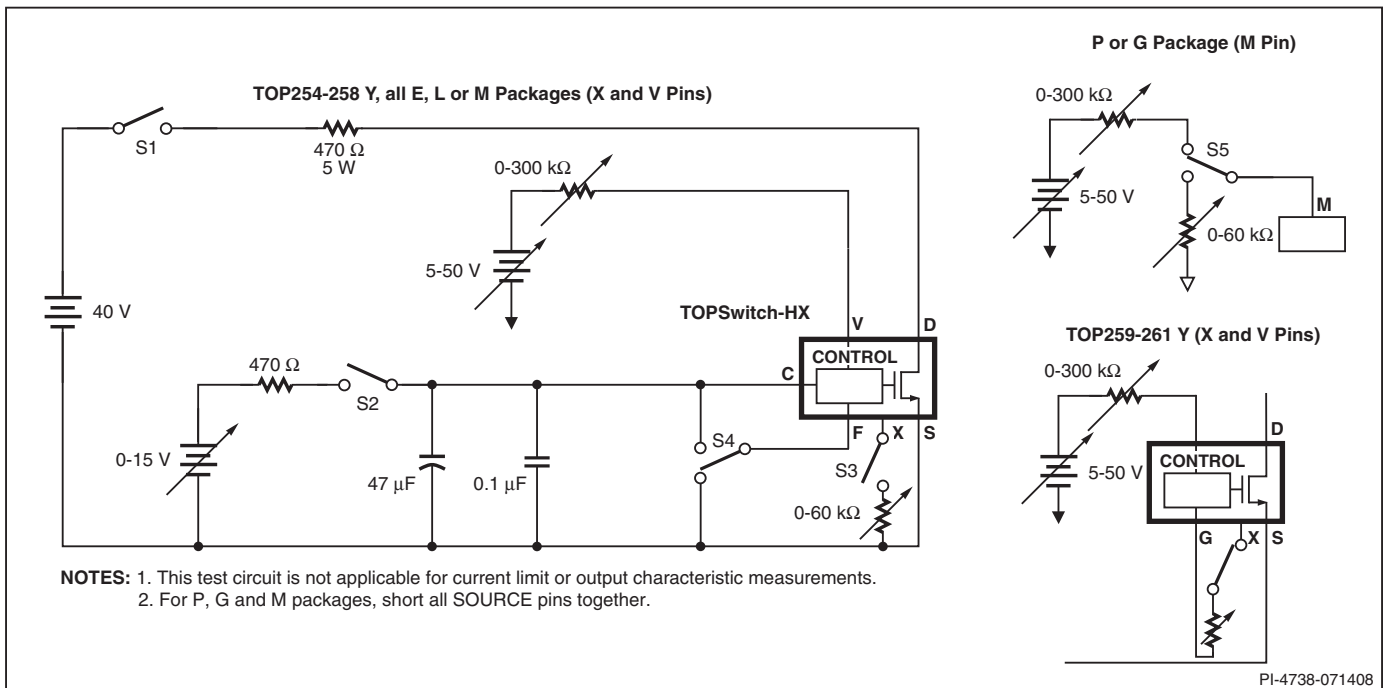 TOP254-258 Y, all E, L or M Packages (X and V Pins)
S1
470 Ω
5 W
0-300 kΩ
5-50 V
40 V
TOPSwitch-HX
V
D
CONTROL
C
470 Ω
S2
0-15 V
47 µF
0.1 µF
S4
F
X
S
S3
0-60 kΩ
P or G Package (M Pin)
0-300 kΩ
S5
5-50 V
M
0-60 kΩ
TOP259-261 Y (X and V Pins)
0-300 kΩ
D
5-50 V
CONTROL
G
X
S
NOTES: 1. This test circuit is not applicable for current limit or output characteristic measurements.
2. For P, G and M packages, short all SOURCE pins together.
PI-4738-071408